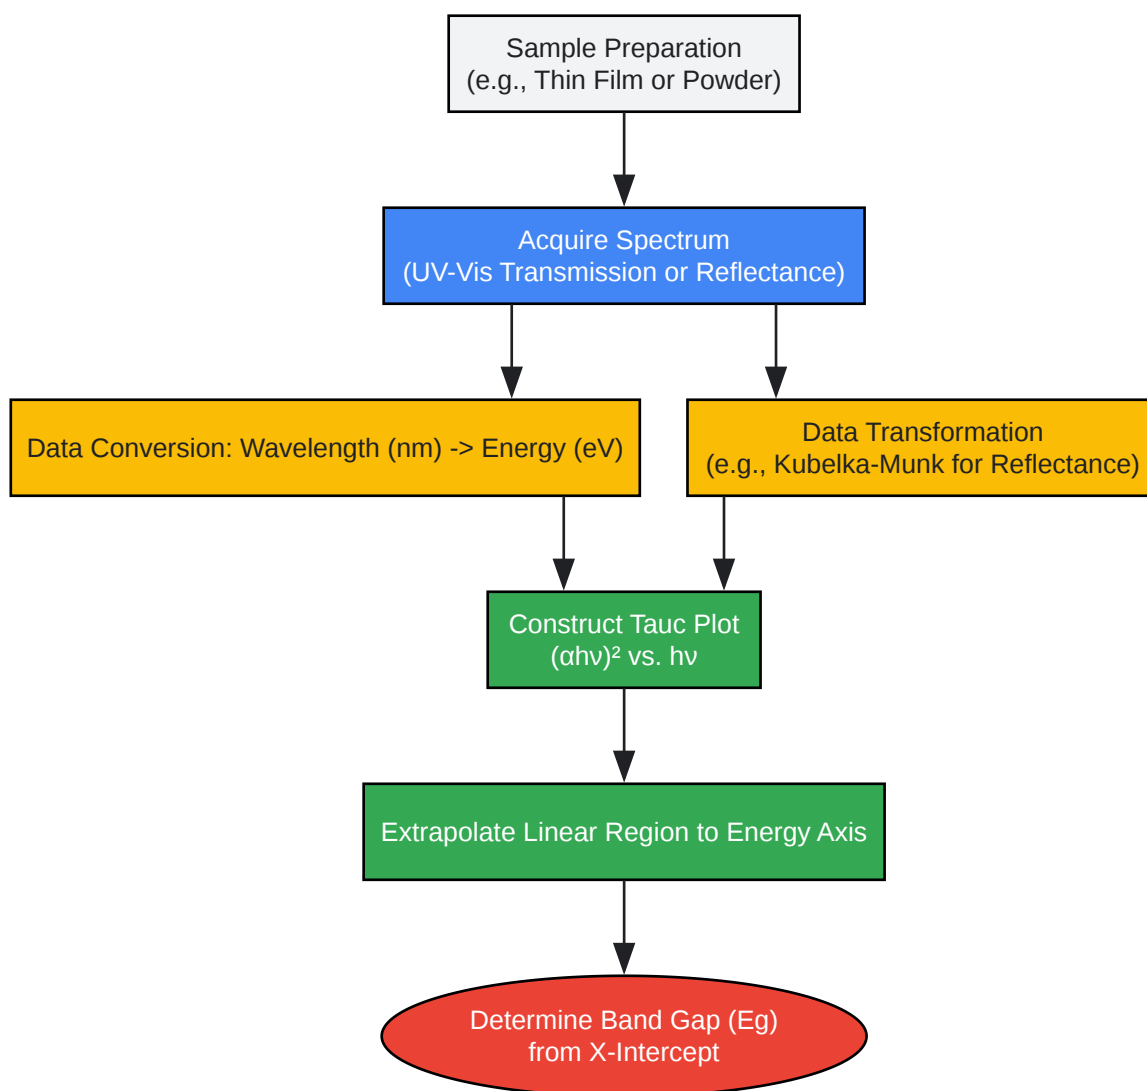 Sample Preparation
(e.g., Thin Film or Powder)
Acquire Spectrum
(UV-Vis Transmission or Reflectance)
Data Conversion: Wavelength (nm) -> Energy (eV)
Data Transformation
(e.g., Kubelka-Munk for Reflectance)
Construct Tauc Plot
(αhν)² vs. hν
Extrapolate Linear Region to Energy Axis
Determine Band Gap (Eg)
from X-Intercept